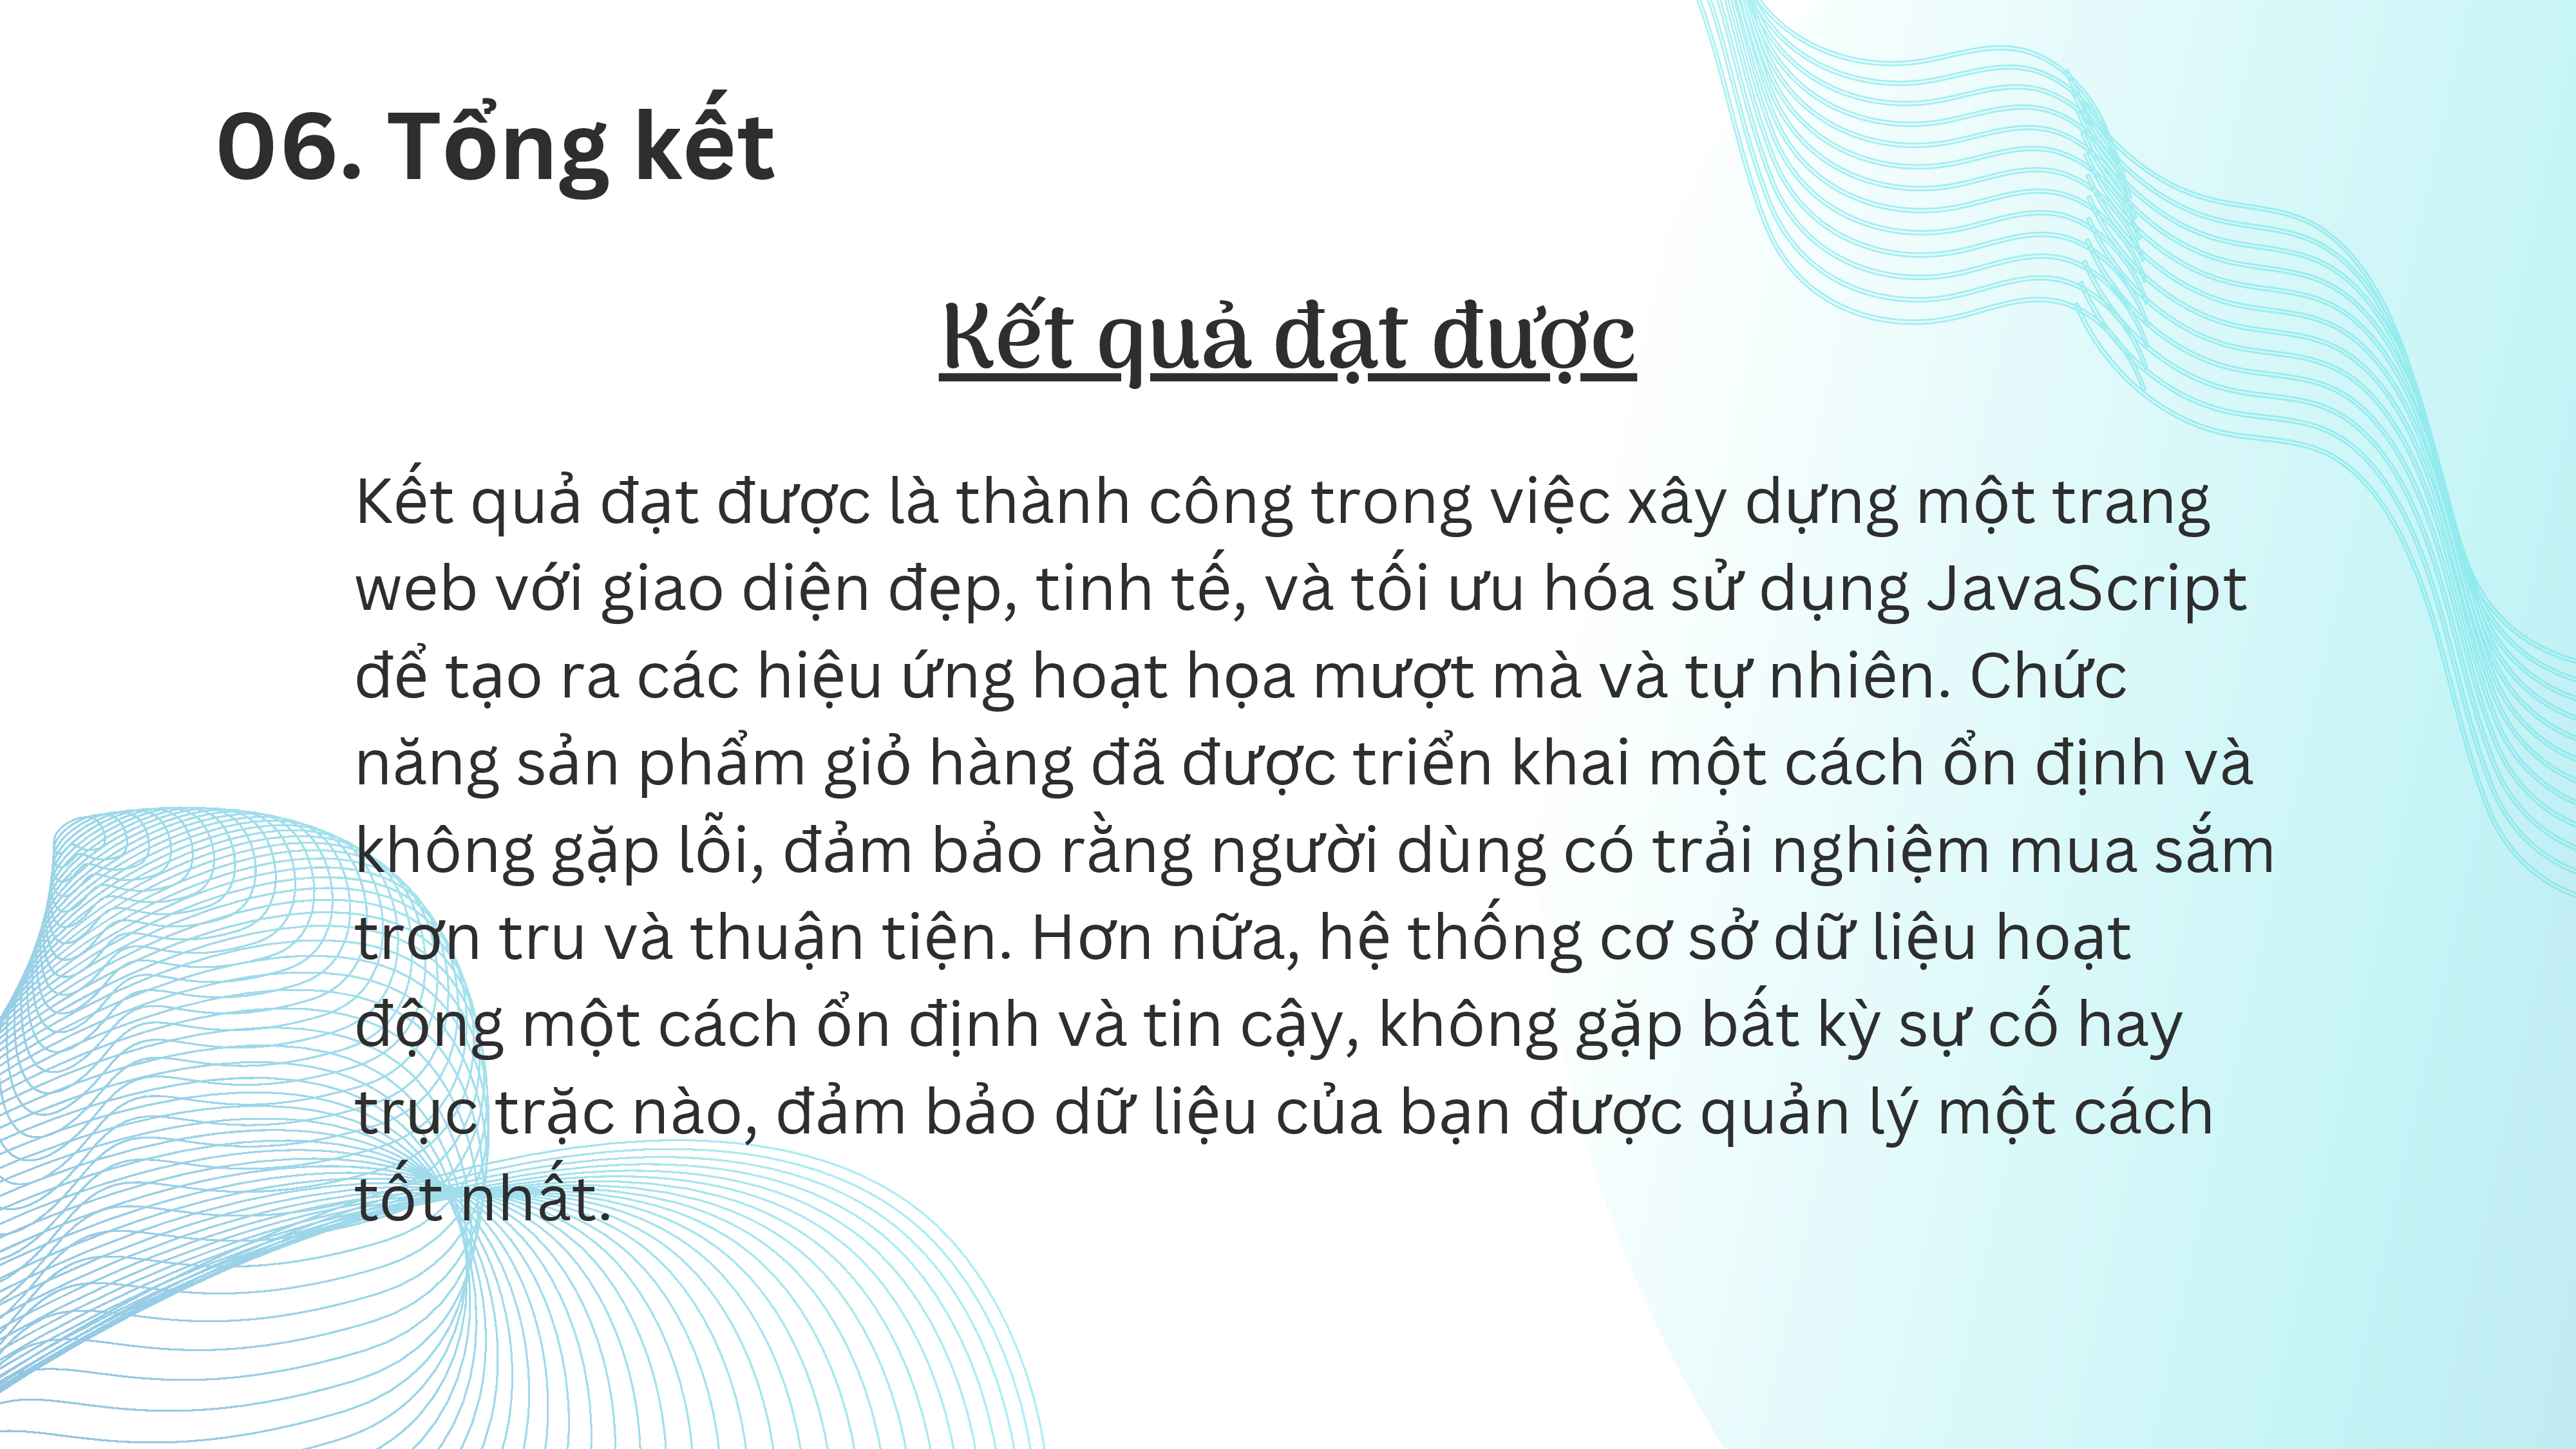 06. Tổng kết
Kết quả đạt được
Kết quả đạt được là thành công trong việc xây dựng một trang
web với giao diện đẹp, tinh tế, và tối ưu hóa sử dụng JavaScript
để tạo ra các hiệu ứng hoạt họa mượt mà và tự nhiên. Chức
năng sản phẩm giỏ hàng đã được triển khai một cách ổn định và
không gặp lỗi, đảm bảo rằng người dùng có trải nghiệm mua sắm
trơn tru và thuận tiện. Hơn nữa, hệ thống cơ sở dữ liệu hoạt
động một cách ổn định và tin cậy, không gặp bất kỳ sự cố hay
trục trặc nào, đảm bảo dữ liệu của bạn được quản lý một cách
tốt nhất.